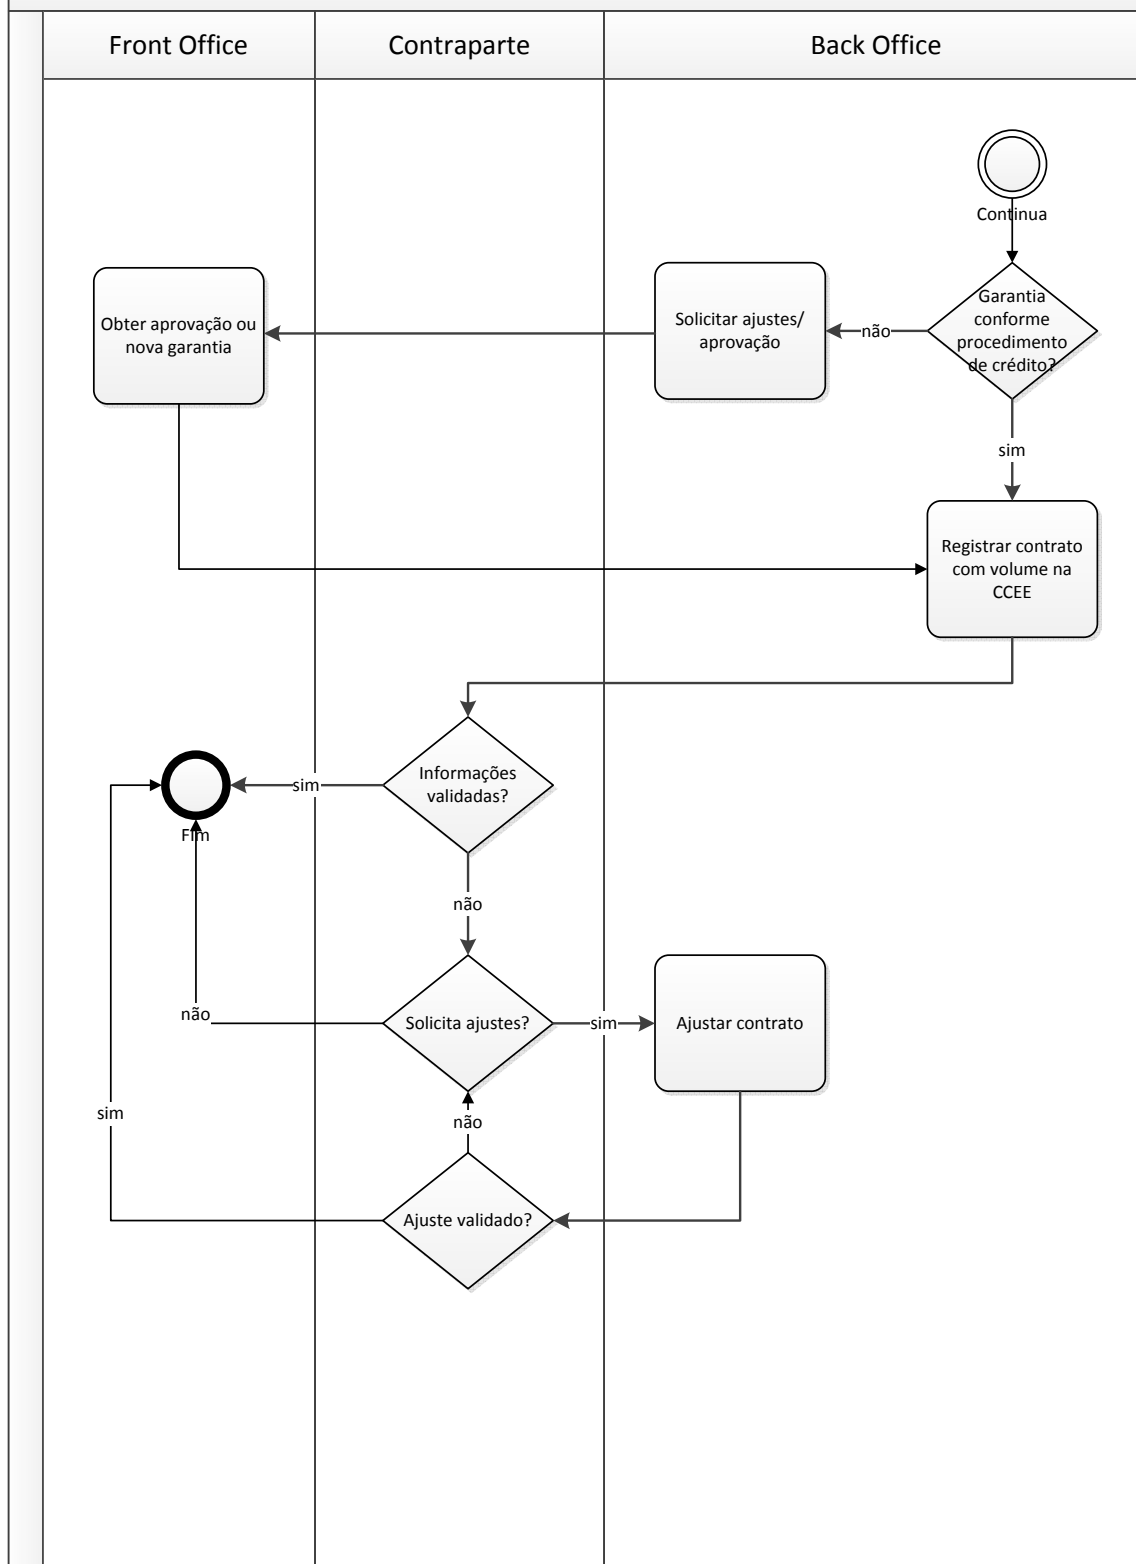 Front Office
Contraparte
Back Office
Continua
Garantia
conforme
procedimento
de crédito?
não
Solicitar ajustes/
aprovação
Obter aprovação ou
nova garantia
sim
Registrar contrato
com volume na
CCEE
Informações
validadas?
sim
Fim
não
Solicita ajustes?
não
sim
Ajustar contrato
não
sim
Ajuste validado?